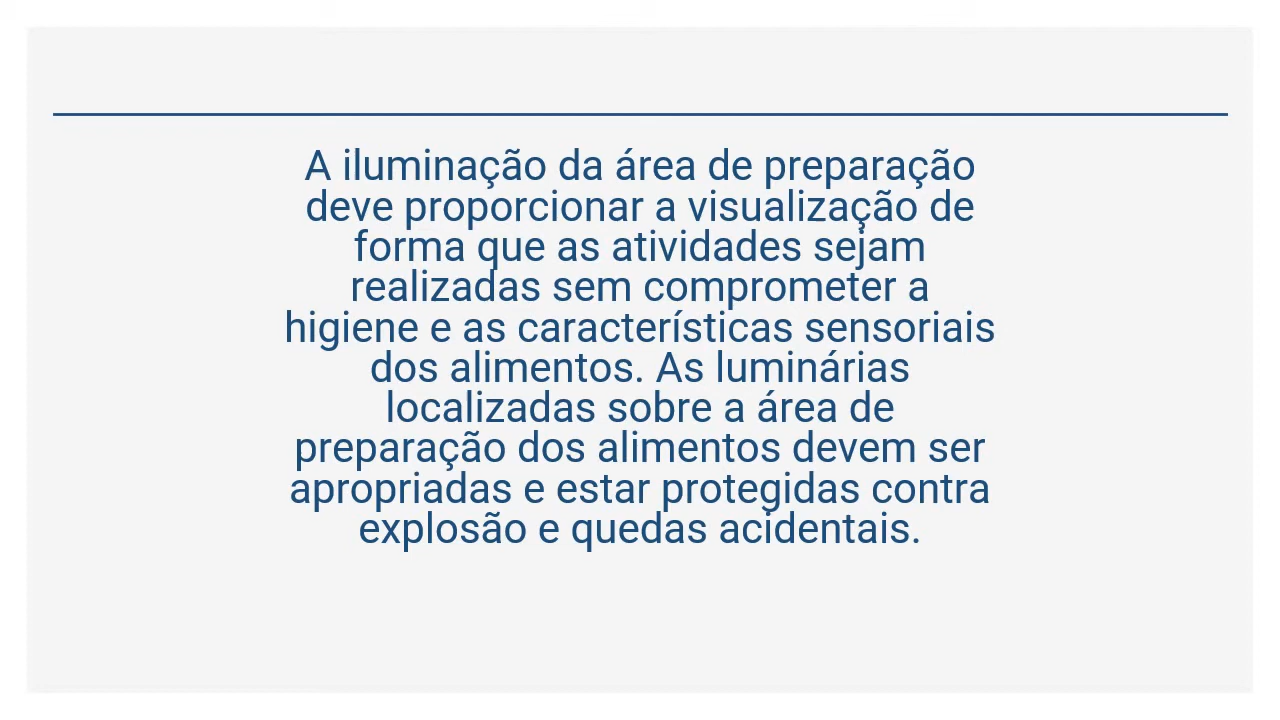 A iluminação da área de preparação
deve proporcionar a visualização de
forma que as atividades sejam
realizadas sem comprometer a
higiene e as características sensoriais
dos alimentos. As luminárias
localizadas sobre a área de
preparação dos alimentos devem ser
apropriadas e estar protegidas contra
explosão e quedas acidentais.